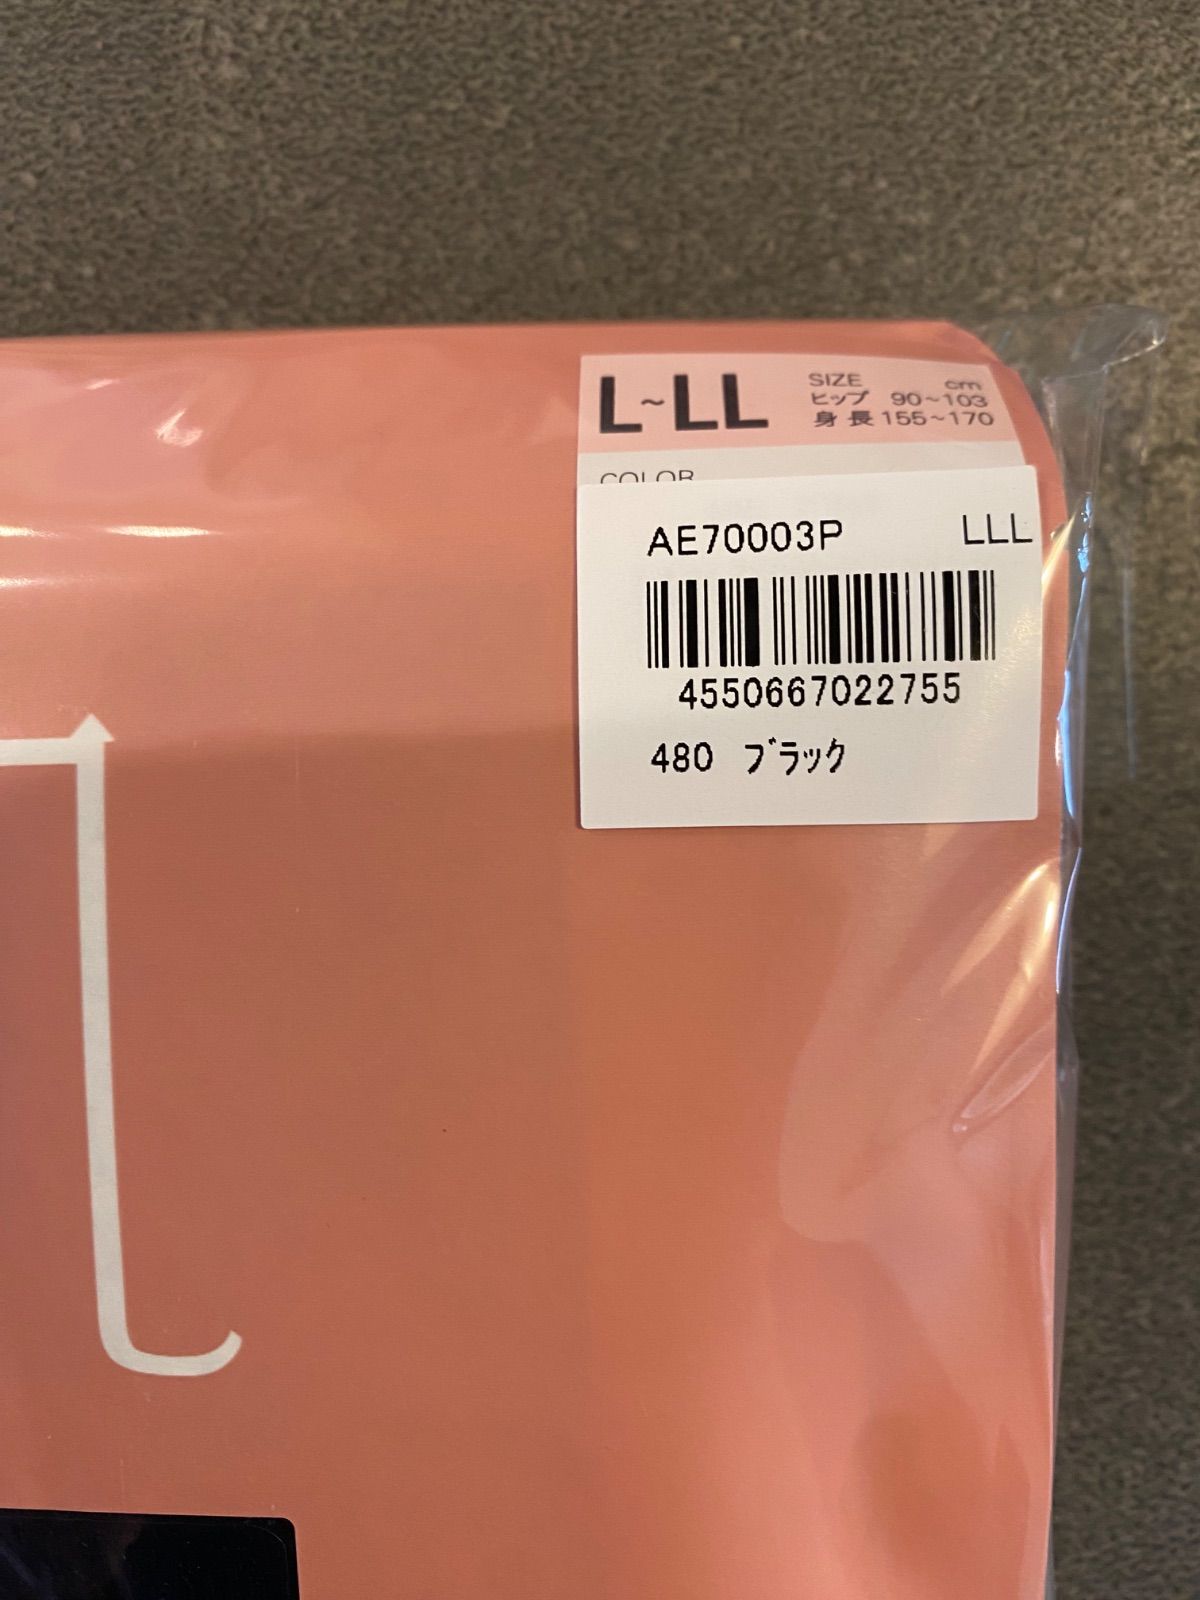 L~LL
SIZE cm
ヒップ 90~103
身長 155~170
COLOR
AE70003P LLL
4550667022755
480 ブラック